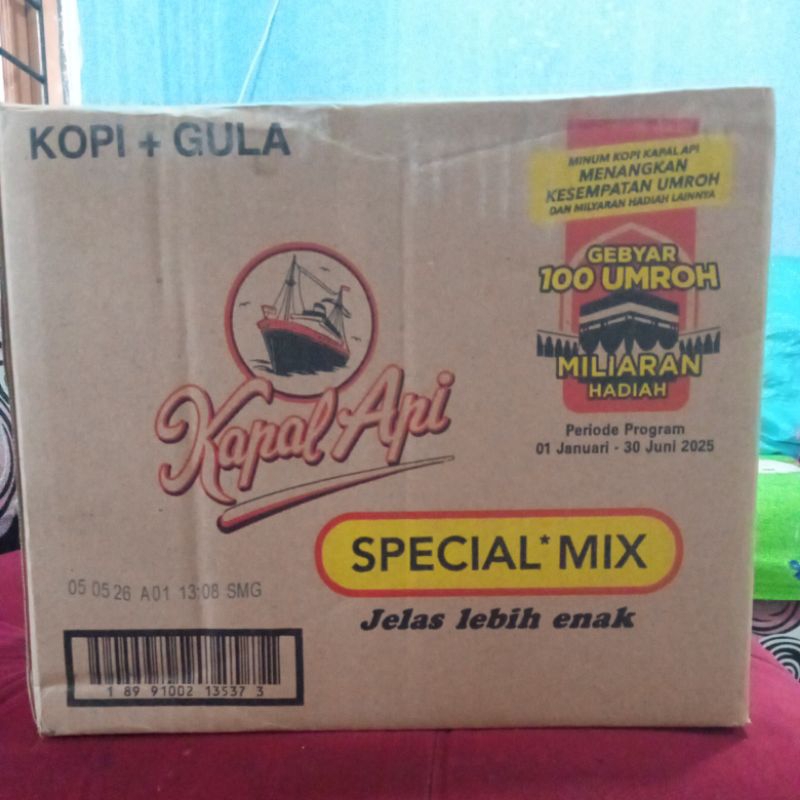 KOPI + GULA
MINUM KOPI KAPAL API
MENANGKAN
KESEMPATAN UMROH
DAN MILYARAN HADIAH LAINNYA
GEBYAR
100 UMROH
MILIARAN
HADIAH
Periode Program
01 Januari - 30 Juni 2025
Kapal Api
SPECIAL* MIX
Jelas lebih enak
05 05 26 A01 13:08 SMG
1 89 91002 13537 3